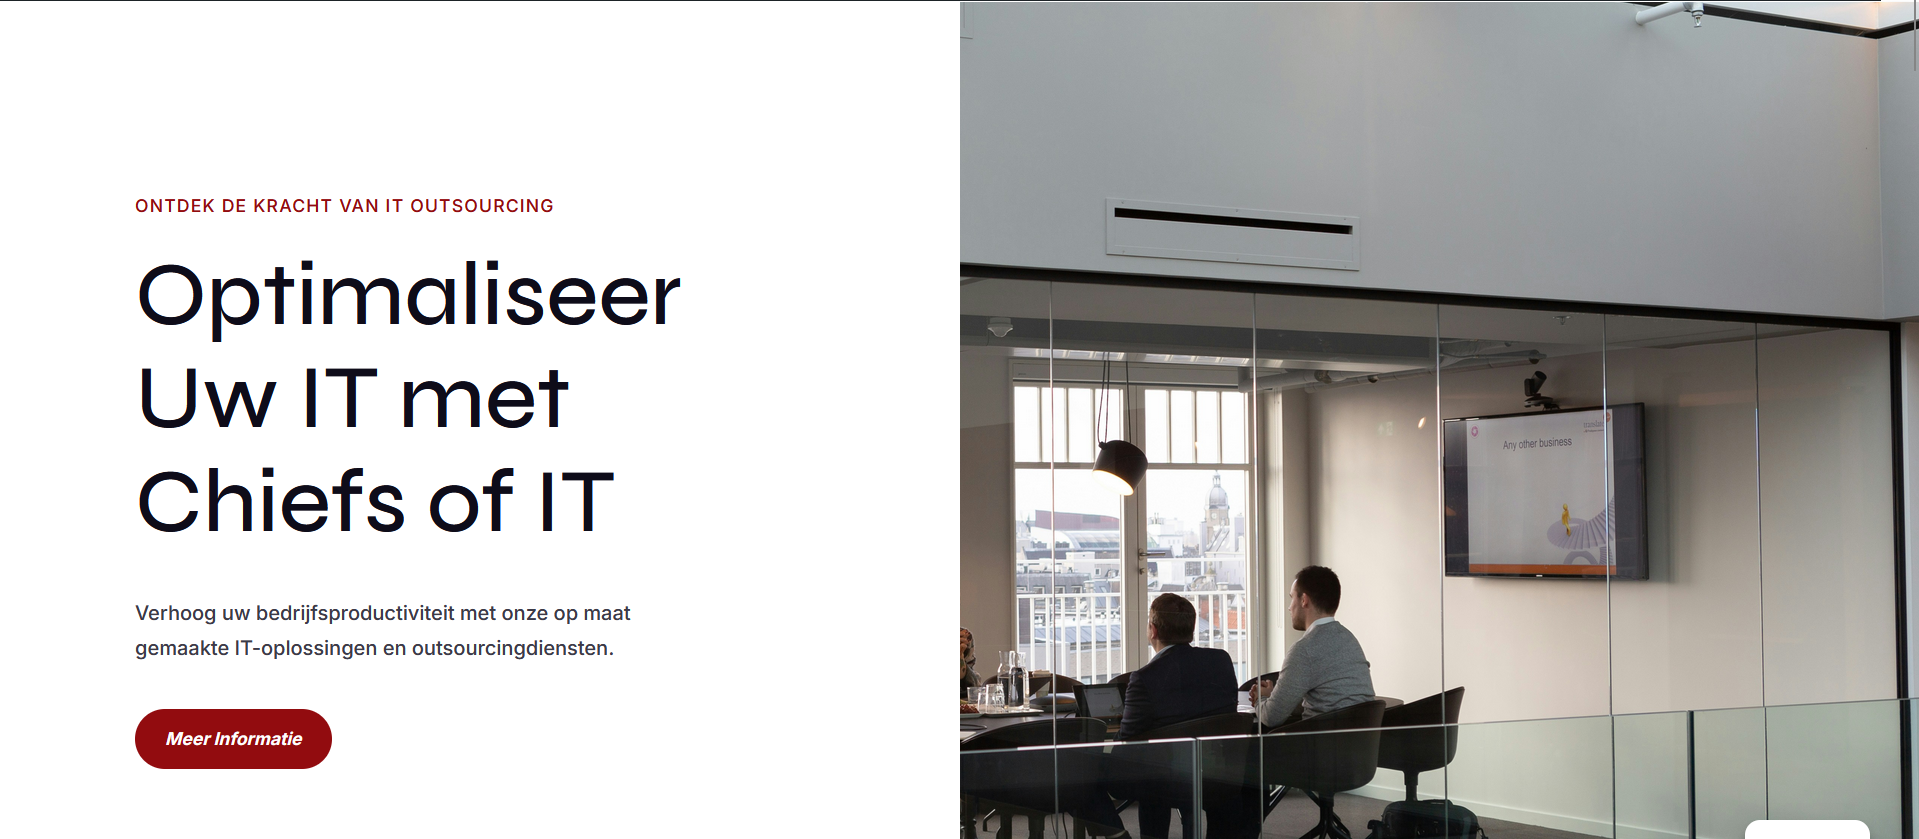 ONTDEK DE KRACHT VAN IT OUTSOURCING
Optimaliseer
Uw IT met
Chiefs of IT
Verhoog uw bedrijfsproductiviteit met onze op maat
gemaakte IT-oplossingen en outsourcingdiensten.
Meer Informatie
Any other business